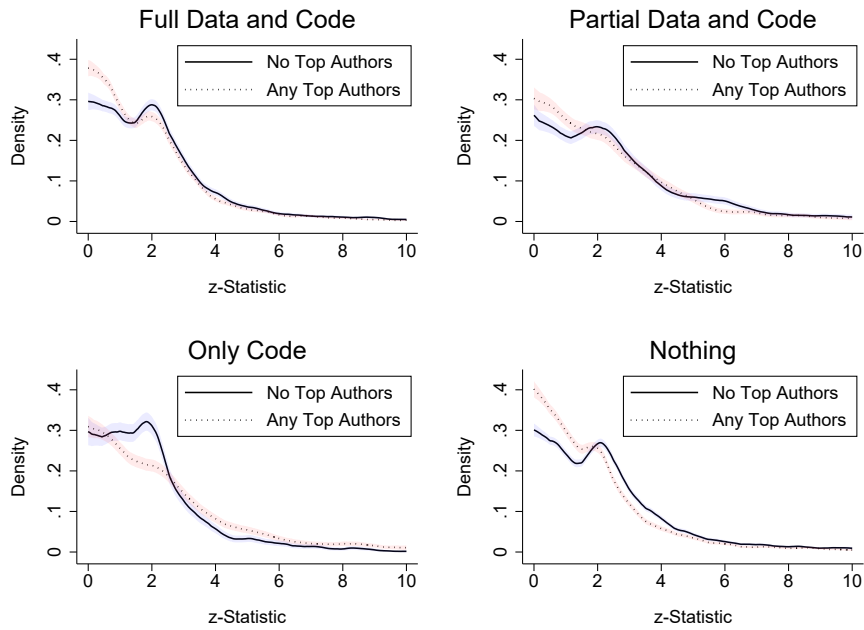 Full Data and Code
No Top Authors
Any Top Authors
Density
0
.1
.2
.3
.4
0 2 4 6 8 10
z-Statistic
Partial Data and Code
No Top Authors
Any Top Authors
Density
0
.1
.2
.3
.4
0 2 4 6 8 10
z-Statistic
Only Code
No Top Authors
Any Top Authors
Density
0
.1
.2
.3
.4
0 2 4 6 8 10
z-Statistic
Nothing
No Top Authors
Any Top Authors
Density
0
.1
.2
.3
.4
0 2 4 6 8 10
z-Statistic